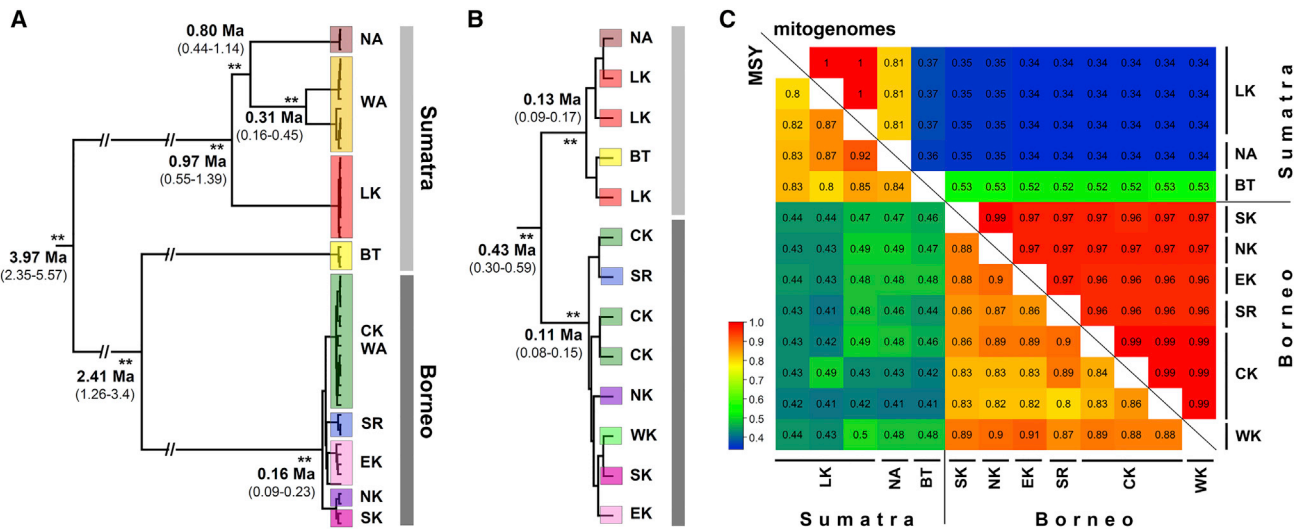 A
0.80 Ma
(0.44-1.14)
**
NA
WA
**
0.31 Ma
(0.16-0.45)
**
0.97 Ma
(0.55-1.39)
LK
Sumatra
**
3.97 Ma
(2.35-5.57)
BT
**
2.41 Ma
(1.26-3.4)
CK
WA
SR
EK
**
0.16 Ma
(0.09-0.23)
NK
SK
Borneo
B
NA
LK
0.13 Ma
(0.09-0.17)
**
LK
BT
LK
**
0.43 Ma
(0.30-0.59)
CK
SR
**
0.11 Ma
(0.08-0.15)
CK
CK
NK
WK
SK
EK
C
mitogenomes
MSY
1 1 0.81 0.37 0.35 0.35 0.34 0.34 0.34 0.34 0.34 0.34
0.8 1 0.81 0.37 0.35 0.35 0.34 0.34 0.34 0.34 0.34 0.34
0.82 0.87 0.81 0.37 0.35 0.35 0.34 0.34 0.34 0.34 0.34 0.34
0.83 0.87 0.92 0.36 0.35 0.35 0.34 0.34 0.34 0.34 0.34 0.34
0.83 0.8 0.85 0.84 0.53 0.53 0.52 0.52 0.52 0.52 0.53 0.53
0.44 0.44 0.47 0.47 0.46 0.99 0.97 0.97 0.97 0.96 0.97 0.97
0.43 0.43 0.49 0.49 0.47 0.88 0.97 0.97 0.97 0.97 0.97 0.97
0.44 0.43 0.48 0.48 0.48 0.88 0.9 0.97 0.96 0.96 0.96 0.96
0.43 0.41 0.48 0.46 0.44 0.86 0.87 0.86 0.96 0.96 0.96 0.96
0.43 0.42 0.49 0.48 0.46 0.86 0.89 0.89 0.9 0.99 0.99 0.99
0.43 0.49 0.43 0.43 0.42 0.83 0.83 0.83 0.89 0.84 0.99 0.99
0.42 0.41 0.42 0.41 0.41 0.83 0.82 0.82 0.8 0.83 0.86 0.99
0.44 0.43 0.5 0.48 0.48 0.89 0.9 0.91 0.87 0.89 0.88 0.88
LK
NA
BT
SK
NK
EK
SR
CK
WK
Sumatra
Borneo
1.0
0.9
0.8
0.7
0.6
0.5
0.4
LK NA BT SK NK EK SR CK WK
Sumatra Borneo